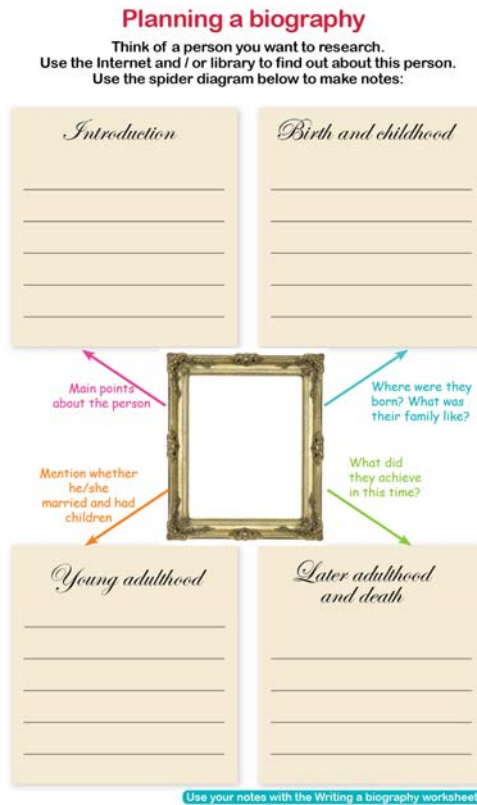 Planning a biography
Think of a person you want to research.
Use the Internet and / or library to find out about this person.
Use the spider diagram below to make notes:
Introduction
Birth and childhood
Main points
about the person
Where were they
born? What was
their family like?
Mention whether
he/she
married and had
children
What did
they achieve
in this time?
Young adulthood
Later adulthood
and death
Use your notes with the Writing a biography worksheet